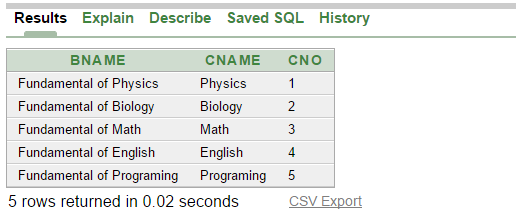 Results Explain Describe Saved SQL History
BNAME CNAME CNO
Fundamental of Physics Physics 1
Fundamental of Biology Biology 2
Fundamental of Math Math 3
Fundamental of English English 4
Fundamental of Programing Programing 5
5 rows returned in 0.02 seconds CSV Export